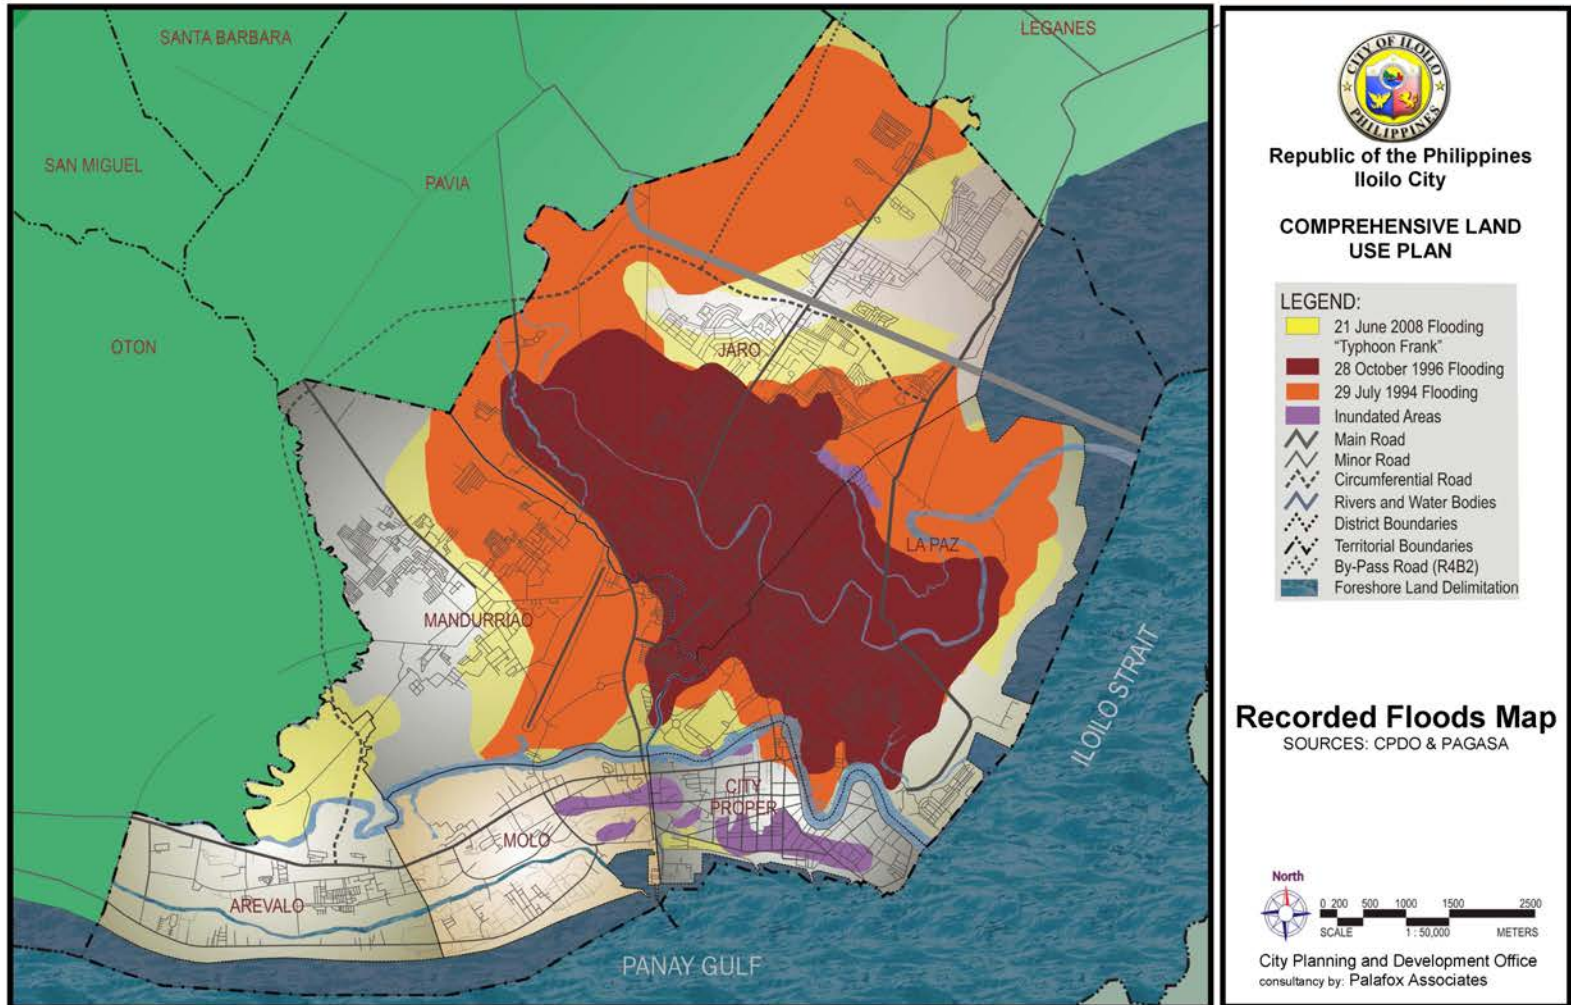 SANTA BARBARA
LEGANES
SAN MIGUEL
PAVIA
OTON
JARO
LA PAZ
MANDURRIAO
CITY
PROPER
MOLO
AREVALO
ILOILO STRAIT
PANAY GULF
CITY OF ILOILO
PHILIPPINES
Republic of the Philippines
Iloilo City
COMPREHENSIVE LAND
USE PLAN
LEGEND:
21 June 2008 Flooding
"Typhoon Frank"
28 October 1996 Flooding
29 July 1994 Flooding
Inundated Areas
Main Road
Minor Road
Circumferential Road
Rivers and Water Bodies
District Boundaries
Territorial Boundaries
By-Pass Road (R4B2)
Foreshore Land Delimitation
Recorded Floods Map
SOURCES: CPDO & PAGASA
North
0 200 500 1000 1500 2500
SCALE 1 : 50,000 METERS
City Planning and Development Office
consultancy by: Palafox Associates